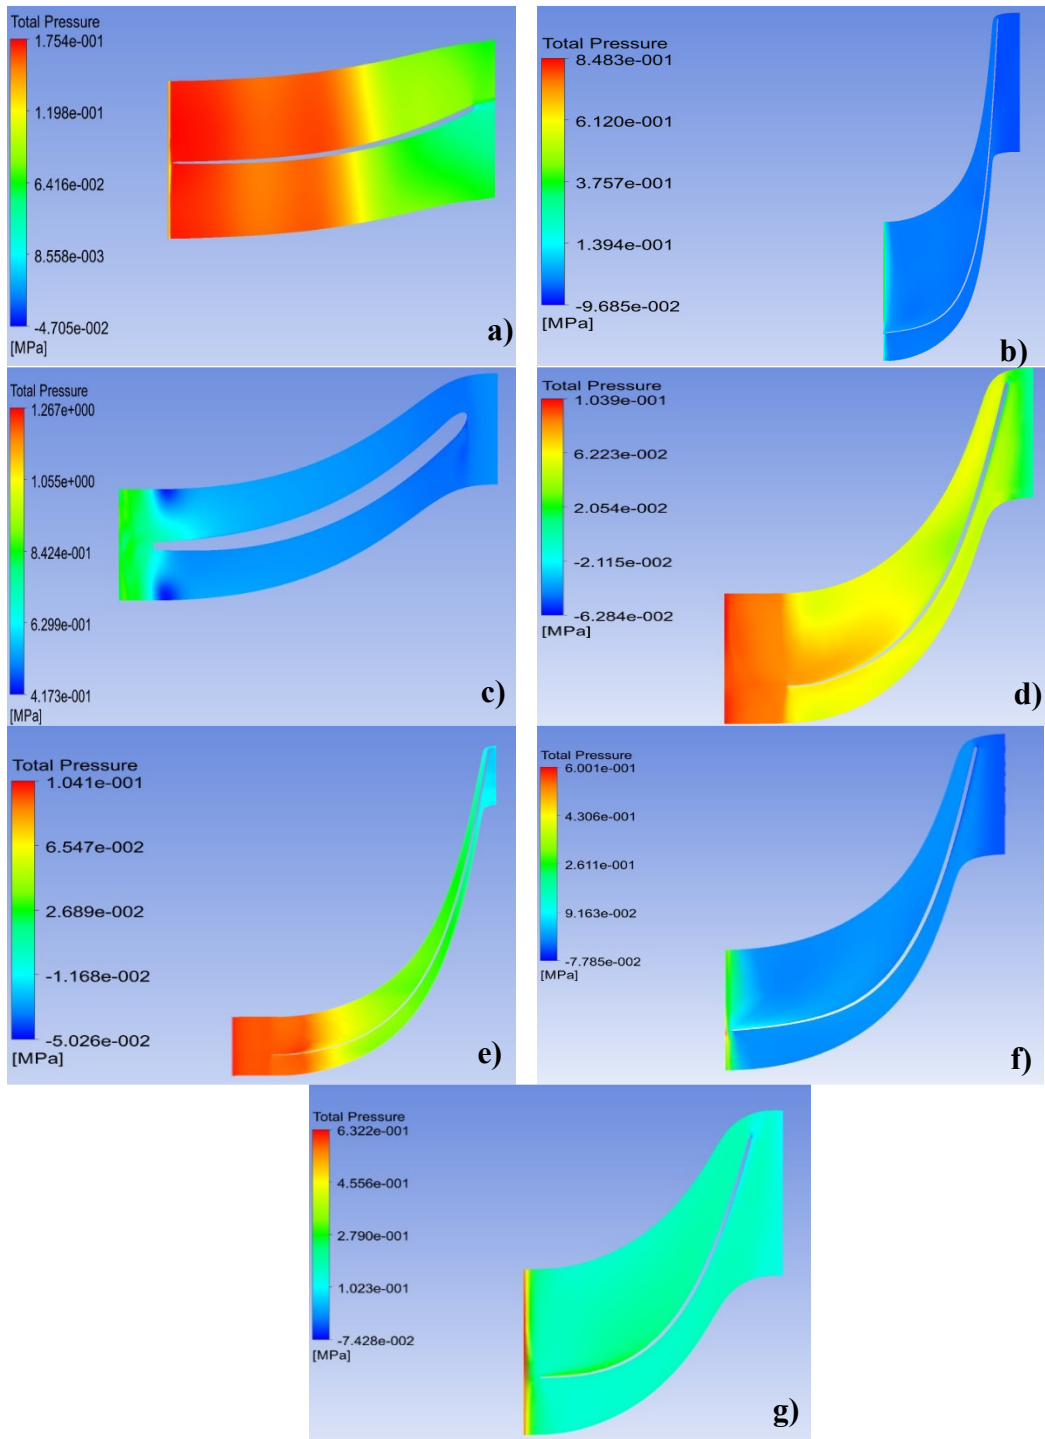 Total Pressure
1.754e-001
1.198e-001
6.416e-002
8.558e-003
-4.705e-002
[MPa]
a)
Total Pressure
8.483e-001
6.120e-001
3.757e-001
1.394e-001
-9.685e-002
[MPa]
b)
Total Pressure
1.267e+000
1.055e+000
8.424e-001
6.299e-001
4.173e-001
[MPa]
c)
Total Pressure
1.039e-001
6.223e-002
2.054e-002
-2.115e-002
-6.284e-002
[MPa]
d)
Total Pressure
1.041e-001
6.547e-002
2.689e-002
-1.168e-002
-5.026e-002
[MPa]
e)
Total Pressure
6.001e-001
4.306e-001
2.611e-001
9.163e-002
-7.785e-002
[MPa]
f)
Total Pressure
6.322e-001
4.556e-001
2.790e-001
1.023e-001
-7.428e-002
[MPa]
g)